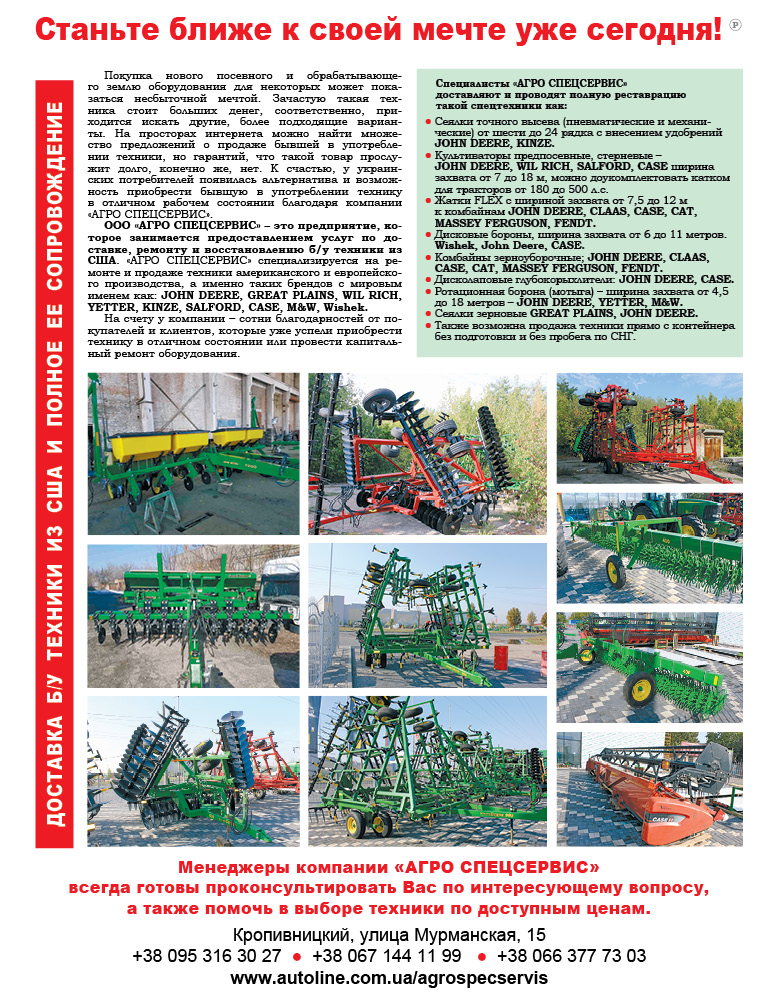 Станьте ближе к своей мечте уже сегодня! ®
ДОСТАВКА Б/У ТЕХНИКИ ИЗ США И ПОЛНОЕ ЕЕ СОПРОВОЖДЕНИЕ
Покупка нового посевного и обрабатывающе-
го землю оборудования для некоторых может пока-
заться несбыточной мечтой. Зачастую такая тех-
ника стоит больших денег, соответственно, при-
ходится искать другие, более подходящие вариан-
ты. На просторах интернета можно найти множе-
ство предложений о продаже бывшей в употребле-
нии техники, но гарантий, что такой товар прослу-
жит долго, конечно же, нет. К счастью, у украин-
ских потребителей появилась альтернатива и возмож-
ность приобрести бывшую в употреблении технику
в отличном рабочем состоянии благодаря компании
«АГРО СПЕЦСЕРВИС».
ООО «АГРО СПЕЦСЕРВИС» – это предприятие, ко-
торое занимается предоставлением услуг по до-
ставке, ремонту и восстановлению б/у техники из
США. «АГРО СПЕЦСЕРВИС» специализируется на ре-
монте и продаже техники американского и европейско-
го производства, а именно таких брендов с мировым
именем как: JOHN DEERE, GREAT PLAINS, WIL RICH,
YETTER, KINZE, SALFORD, CASE, M&W, Wishek.
На счету у компании – сотни благодарностей от по-
купателей и клиентов, которые уже успели приобрести
технику в отличном состоянии или провести капиталь-
ный ремонт оборудования.
Специалисты «АГРО СПЕЦСЕРВИС»
доставляют и проводят полную реставрацию
такой спецтехники как:
● Сеялки точного высева (пневматические и механи-
ческие) от шести до 24 рядка с внесением удобрений
JOHN DEERE, KINZE.
● Культиваторы предпосевные, стерневые –
JOHN DEERE, WIL RICH, SALFORD, CASE ширина
захвата от 7 до 18 м, можно доукомплектовать катком
для тракторов от 180 до 500 л.с.
● Жатки FLEX с шириной захвата от 7,5 до 12 м
к комбайнам JOHN DEERE, CLAAS, CASE, CAT,
MASSEY FERGUSON, FENDT.
● Дисковые бороны, ширина захвата от 6 до 11 метров.
Wishek, John Deere, CASE.
● Комбайны зерноуборочные; JOHN DEERE, CLAAS,
CASE, CAT, MASSEY FERGUSON, FENDT.
● Дисколаповые глубокорыхлители: JOHN DEERE, CASE.
● Ротационная борона (мотыга) – ширина захвата от 4,5
до 18 метров – JOHN DEERE, YETTER, M&W.
● Сеялки зерновые GREAT PLAINS, JOHN DEERE.
● Также возможна продажа техники прямо с контейнера
без подготовки и без пробега по СНГ.
CASE
Менеджеры компании «АГРО СПЕЦСЕРВИС»
всегда готовы проконсультировать Вас по интересующему вопросу,
а также помочь в выборе техники по доступным ценам.
Кропивницкий, улица Мурманская, 15
+38 095 316 30 27 ● +38 067 144 11 99 ● +38 066 377 73 03
www.autoline.com.ua/agrospecservis